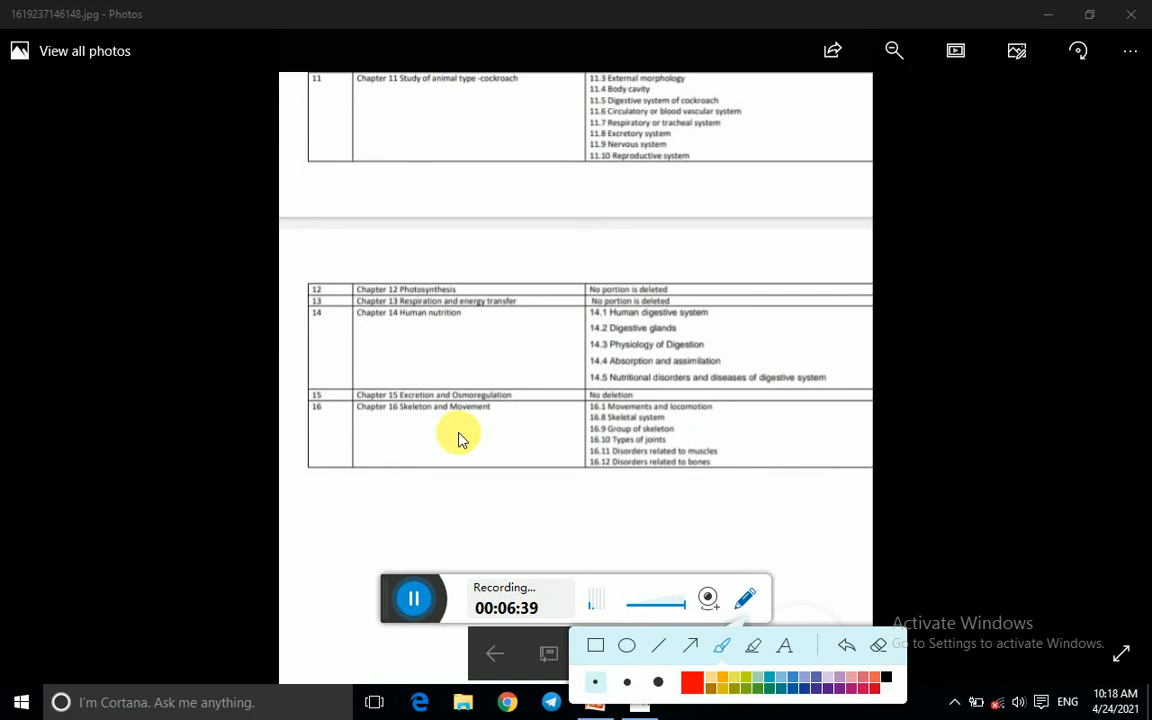 1619237146148.jpg - Photos
View all photos
11 Chapter 11 Study of animal type -cockroach 11.3 External morphology
11.4 Body cavity
11.5 Digestive system of cockroach
11.6 Circulatory or blood vascular system
11.7 Respiratory or tracheal system
11.8 Excretory system
11.9 Nervous system
11.10 Reproductive system
12 Chapter 12 Photosynthesis No portion is deleted
13 Chapter 13 Respiration and energy transfer No portion is deleted
14 Chapter 14 Human nutrition 14.1 Human digestive system
14.2 Digestive glands
14.3 Physiology of Digestion
14.4 Absorption and assimilation
14.5 Nutritional disorders and diseases of digestive system
15 Chapter 15 Excretion and Osmoregulation No deletion
16 Chapter 16 Skeleton and Movement 16.1 Movements and locomotion
16.8 Skeletal system
16.9 Group of skeleton
16.10 Types of joints
16.11 Disorders related to muscles
16.12 Disorders related to bones
Recording...
00:06:39
Activate Windows
Go to Settings to activate Windows.
A
I'm Cortana. Ask me anything.
ENG
10:18 AM
4/24/2021